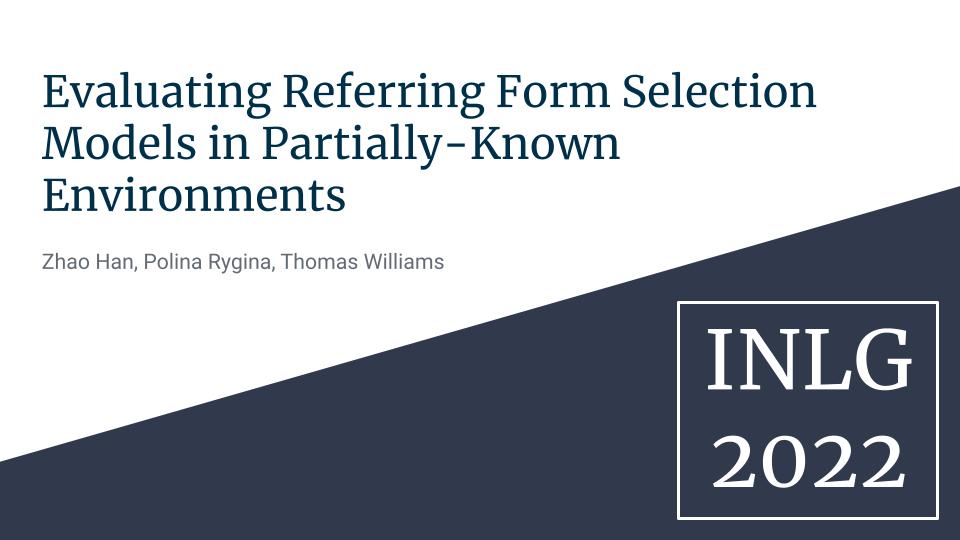 Evaluating Referring Form Selection
Models in Partially-Known
Environments
Zhao Han, Polina Rygina, Thomas Williams
INLG
2022